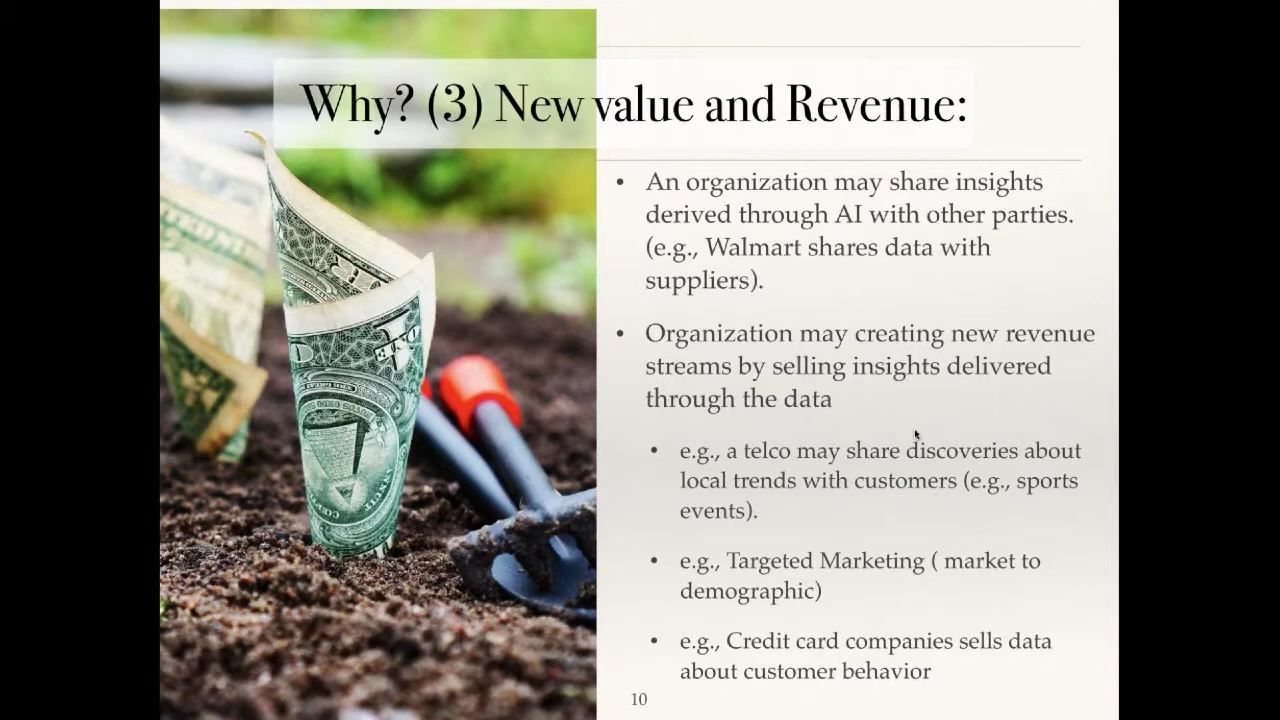 Why? (3) New value and Revenue:
• An organization may share insights
derived through AI with other parties.
(e.g., Walmart shares data with
suppliers).
• Organization may creating new revenue
streams by selling insights delivered
through the data
• e.g., a telco may share discoveries about
local trends with customers (e.g., sports
events).
• e.g., Targeted Marketing ( market to
demographic)
• e.g., Credit card companies sells data
about customer behavior
10